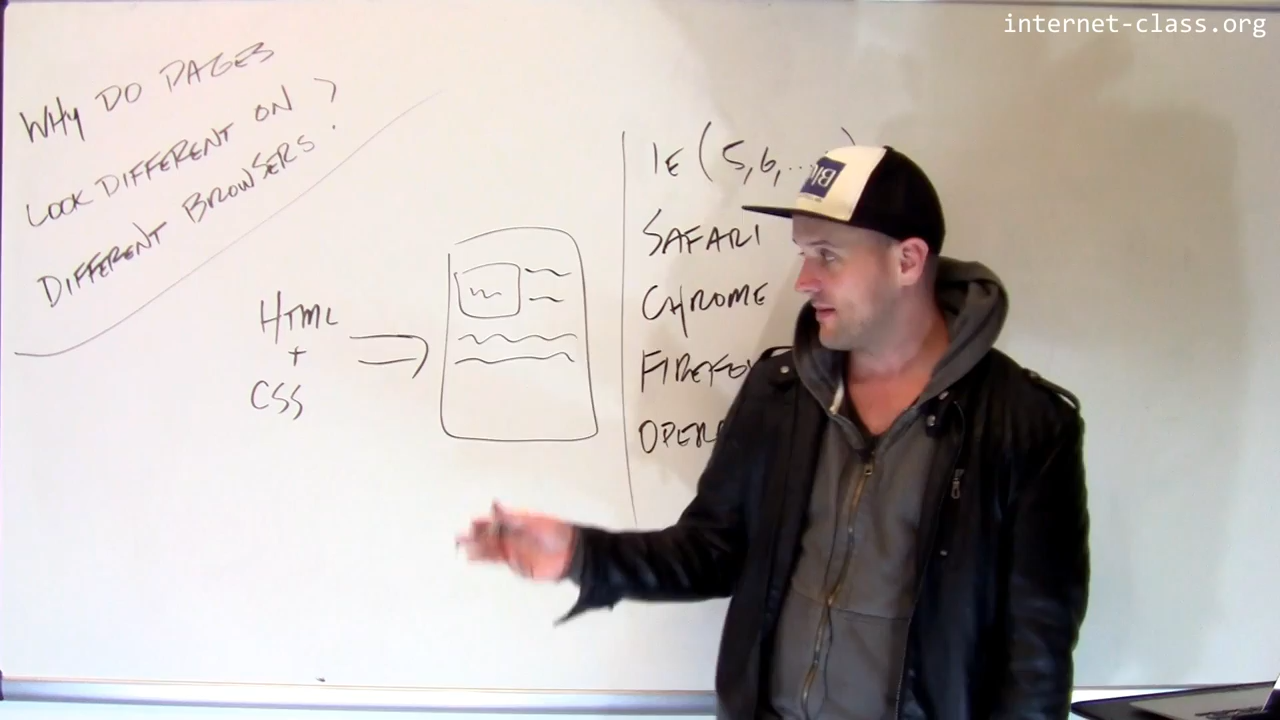 internet-class.org
WHY DO PAGES
LOOK DIFFERENT ON
DIFFERENT BROWSERS?
HTML
+
CSS
IE (5,6,...)
SAFARI
CHROME